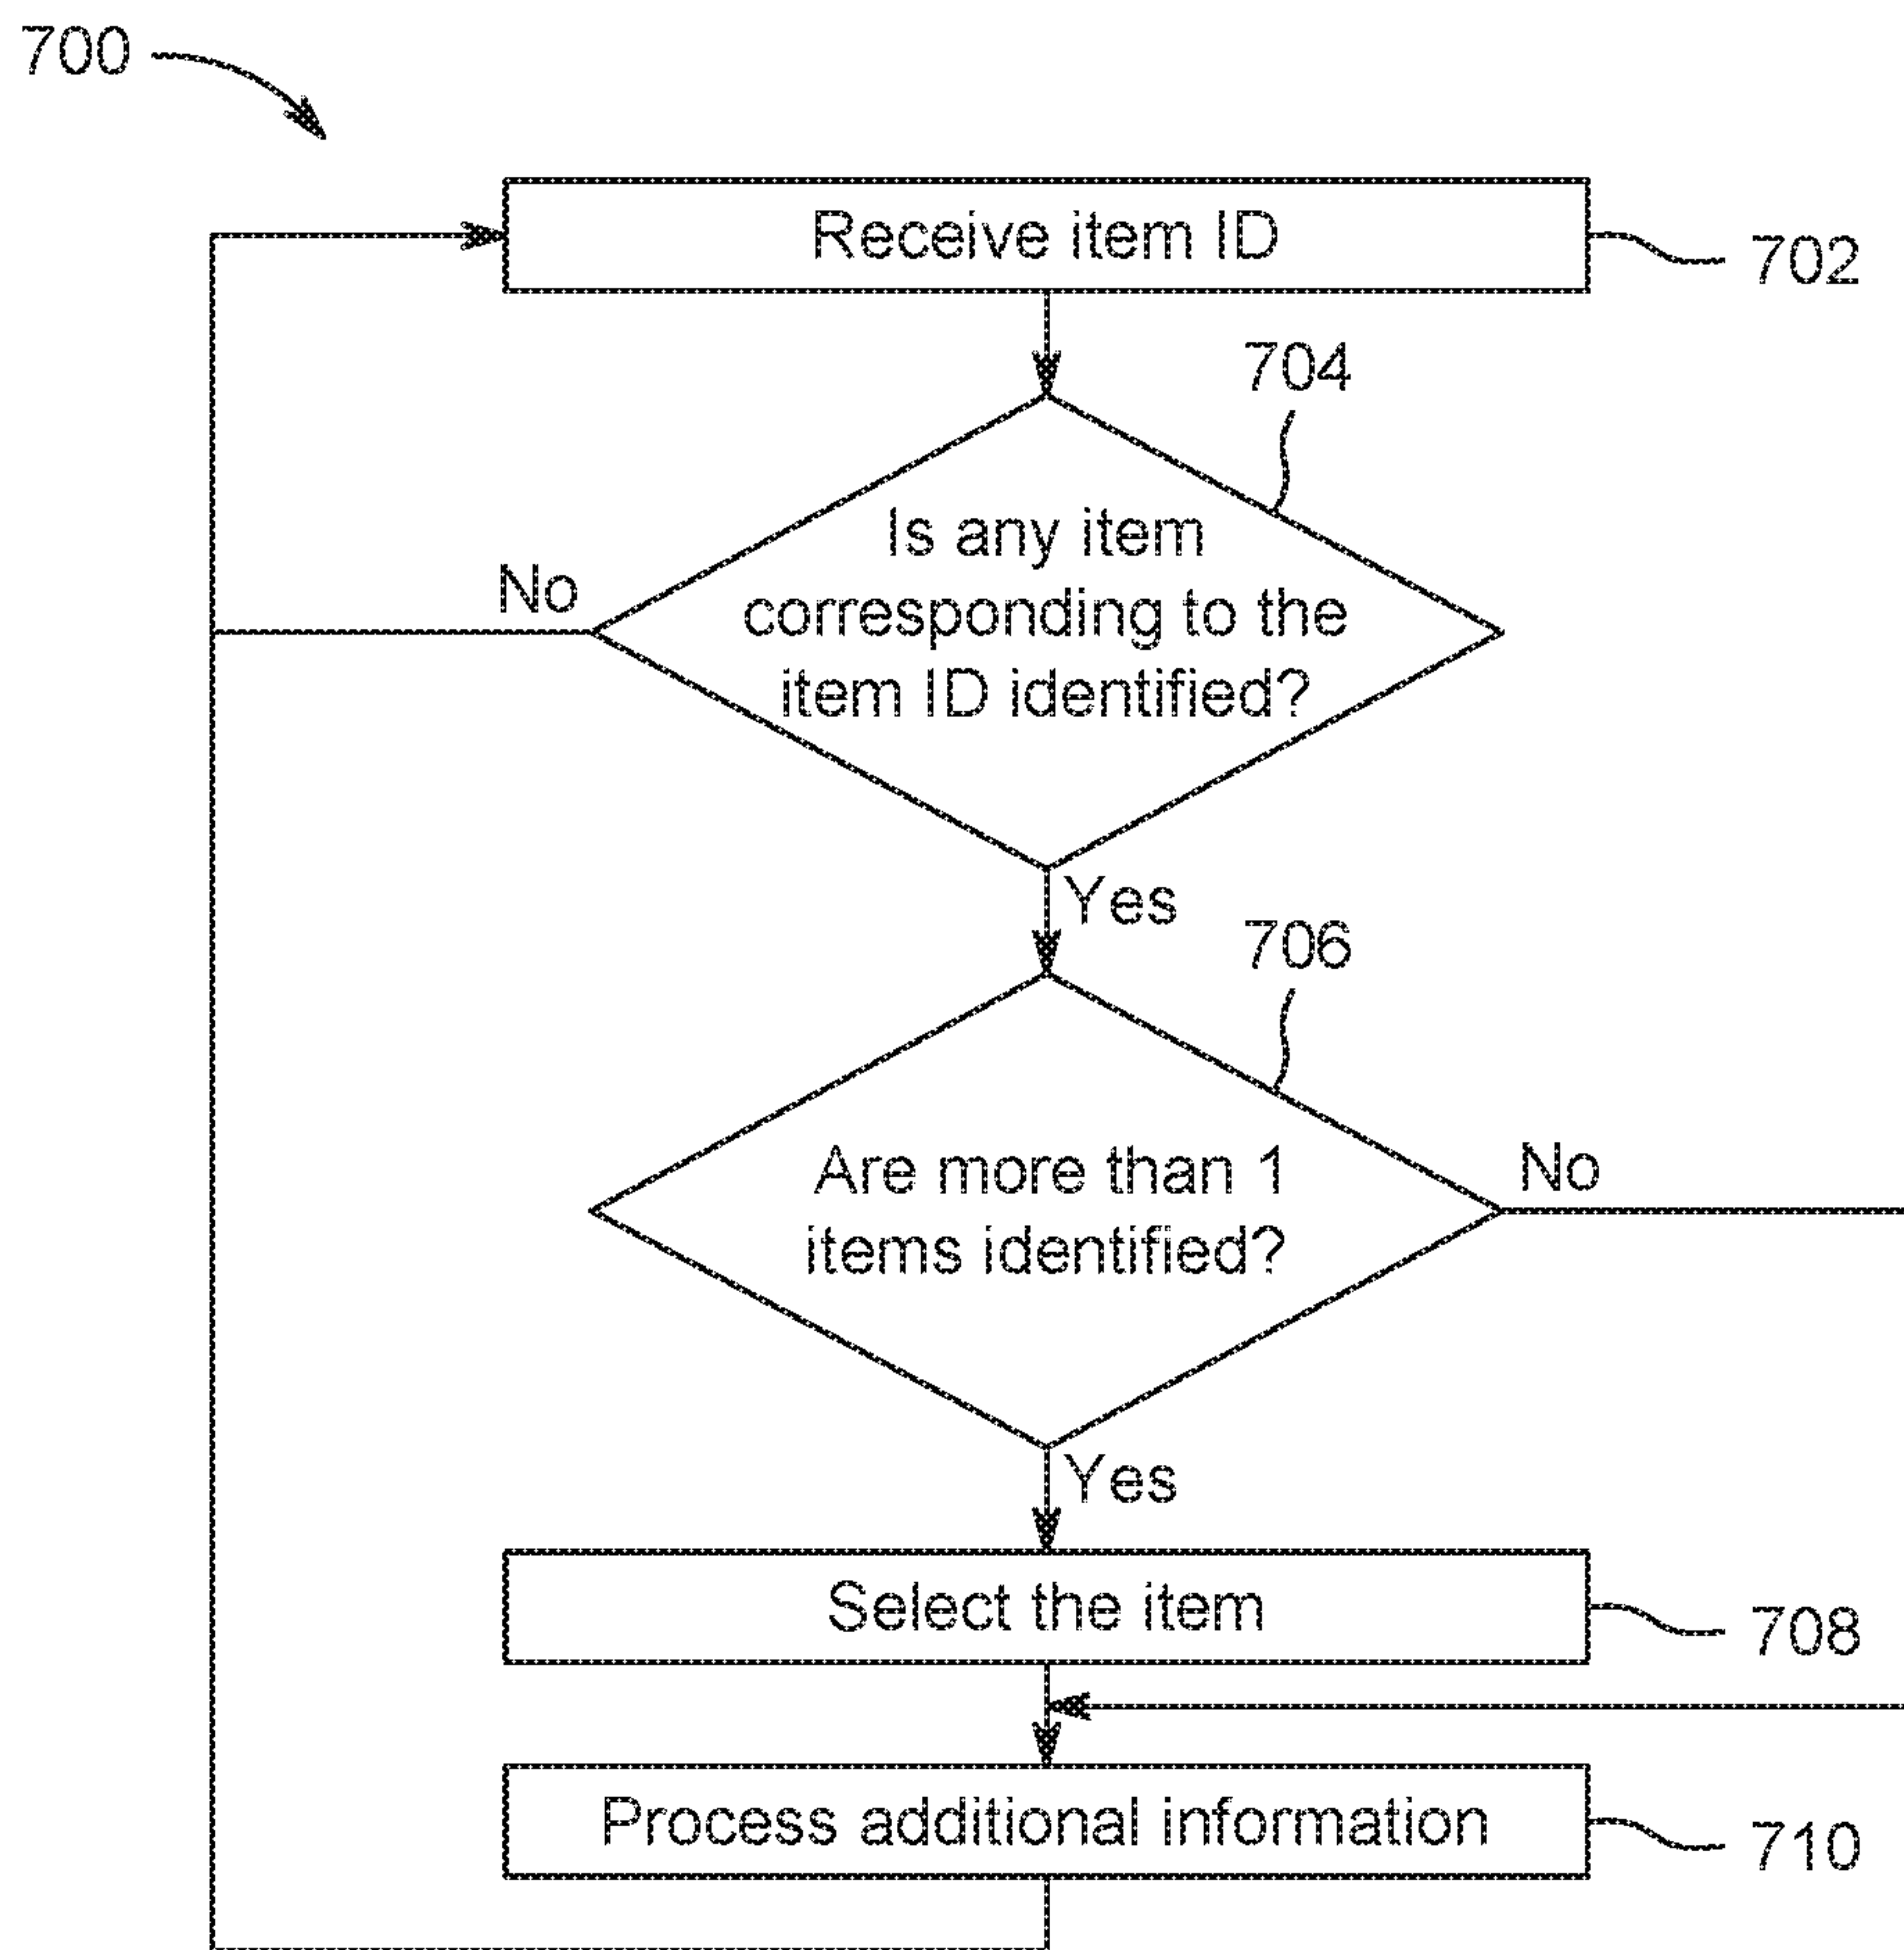 700
Receive item ID
702
704
Is any item
corresponding to the
item ID identified?
No
Yes
706
Are more than 1
items identified?
No
Yes
Select the item
708
Process additional information
710